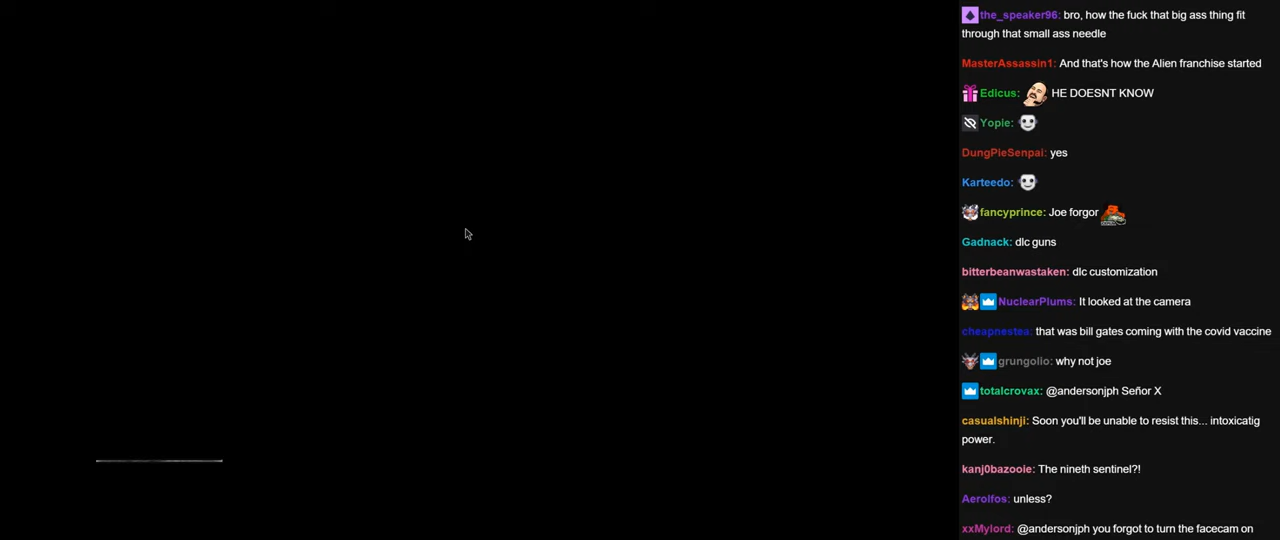 the_speaker96: bro, how the fuck that big ass thing fit
through that small ass needle
MasterAssassin1: And that's how the Alien franchise started
Edicus: HE DOESNT KNOW
Yopie:
DungPieSenpai: yes
Karteedo:
fancyprince: Joe forgor
Gadnack: dlc guns
bitterbeanwastaken: dlc customization
NuclearPlums: It looked at the camera
cheapnestea: that was bill gates coming with the covid vaccine
grungolio: why not joe
totalcrovax: @andersonjph Señor X
casualshinji: Soon you'll be unable to resist this... intoxicatig
power.
kanj0bazooie: The nineth sentinel?!
Aerolfos: unless?
xxMylord: @andersonjph you forgot to turn the facecam on